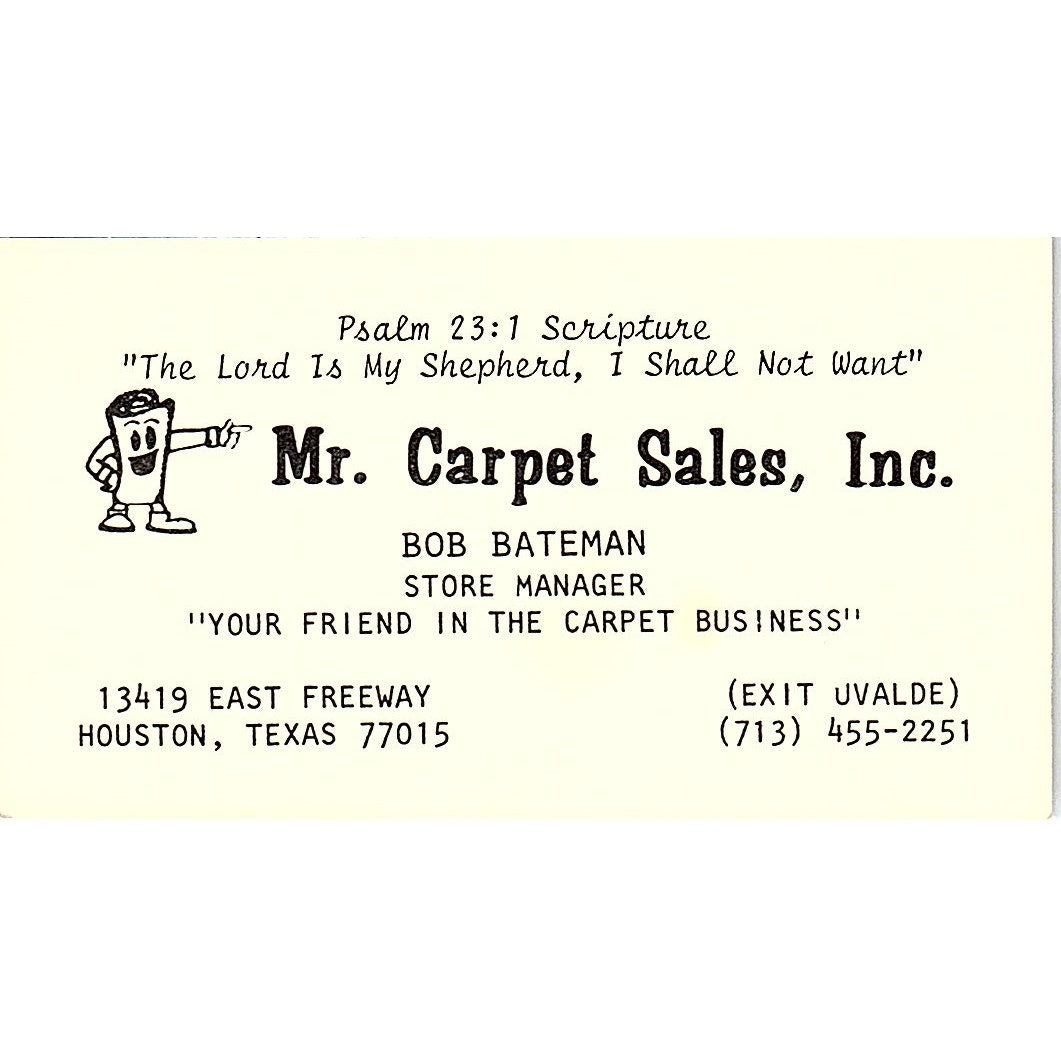 Psalm 23:1 Scripture
"The Lord Is My Shepherd, I Shall Not Want"
Mr. Carpet Sales, Inc.
BOB BATEMAN
STORE MANAGER
"YOUR FRIEND IN THE CARPET BUSINESS"
13419 EAST FREEWAY
HOUSTON, TEXAS 77015
(EXIT UVALDE)
(713) 455-2251